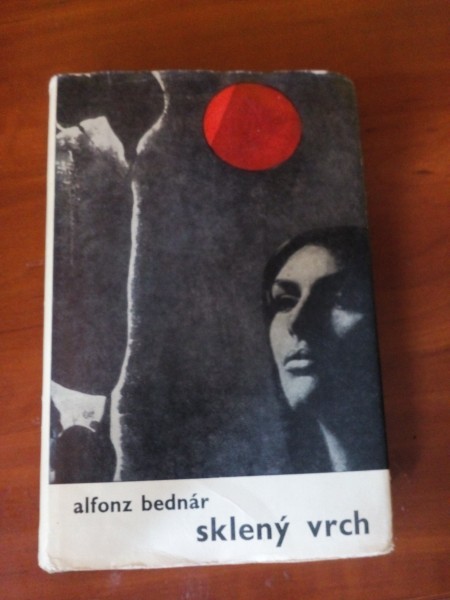 alfonz bednár
sklený vrch